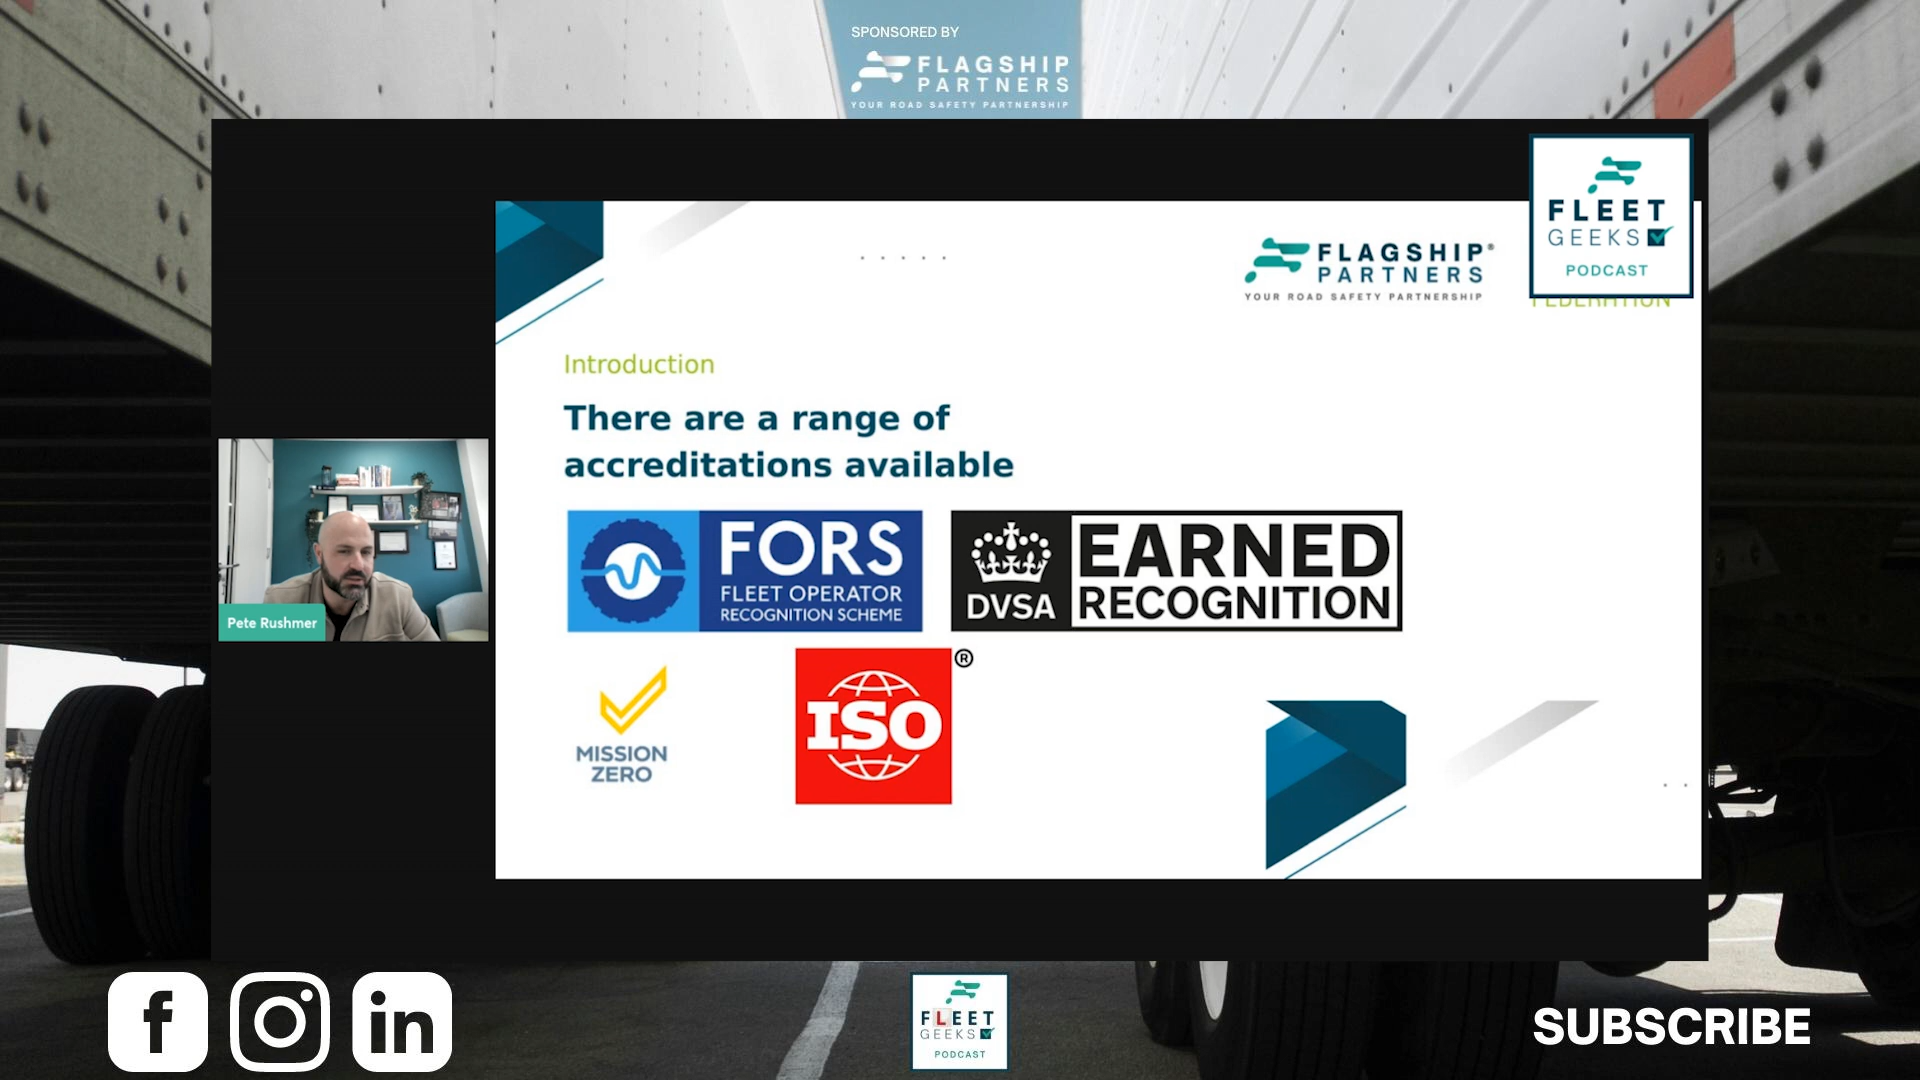 SPONSORED BY
FLAGSHIP
PARTNERS
YOUR ROAD SAFETY PARTNERSHIP
FLEET
GEEKS
PODCAST
FLAGSHIP®
PARTNERS
YOUR ROAD SAFETY PARTNERSHIP
FEDERATION
Introduction
There are a range of
accreditations available
FORS
FLEET OPERATOR
RECOGNITION SCHEME
DVSA
EARNED
RECOGNITION
Pete Rushmer
MISSION
ZERO
ISO
®
f
in
FLEET
GEEKS
PODCAST
SUBSCRIBE